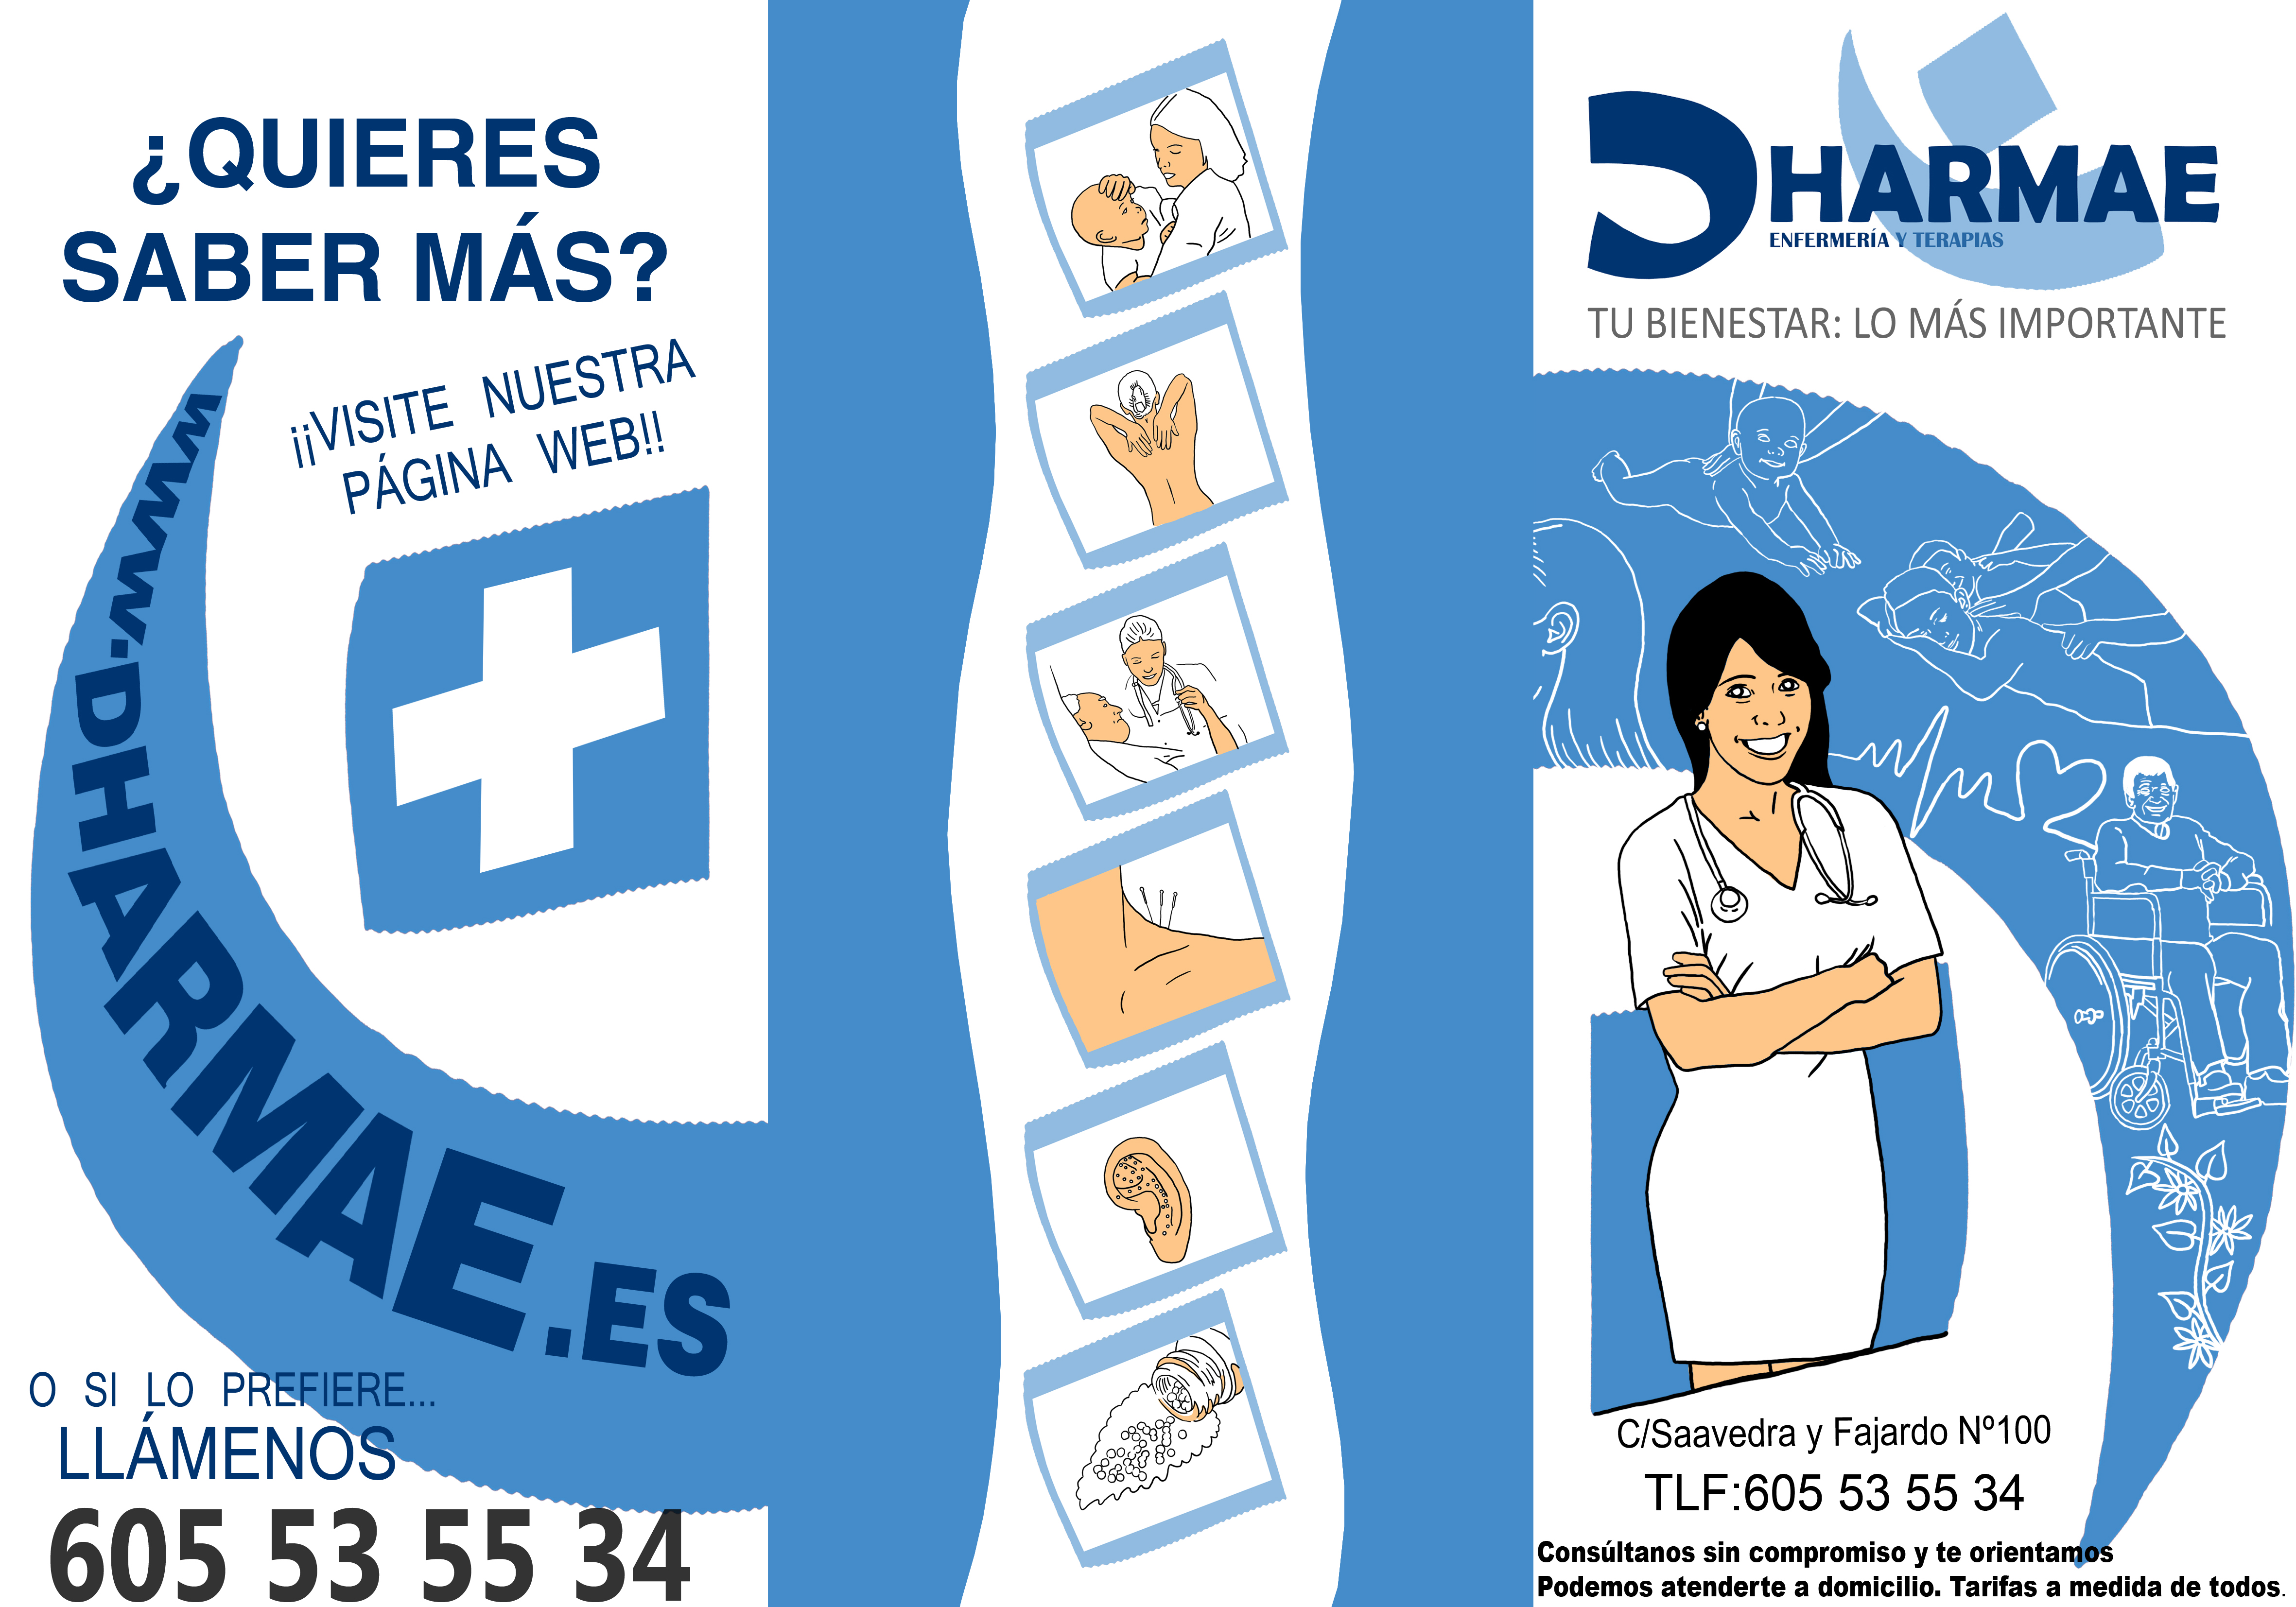 ¿QUIERES
SABER MÁS?
¡¡VISITE NUESTRA
PÁGINA WEB!!
www.DHARMAE.ES
O SI LO PREFIERE...
LLÁMENOS
605 53 55 34
DHARMAE
ENFERMERÍA Y TERAPIAS
TU BIENESTAR: LO MÁS IMPORTANTE
C/Saavedra y Fajardo Nº100
TLF:605 53 55 34
Consúltanos sin compromiso y te orientamos
Podemos atenderte a domicilio. Tarifas a medida de todos.